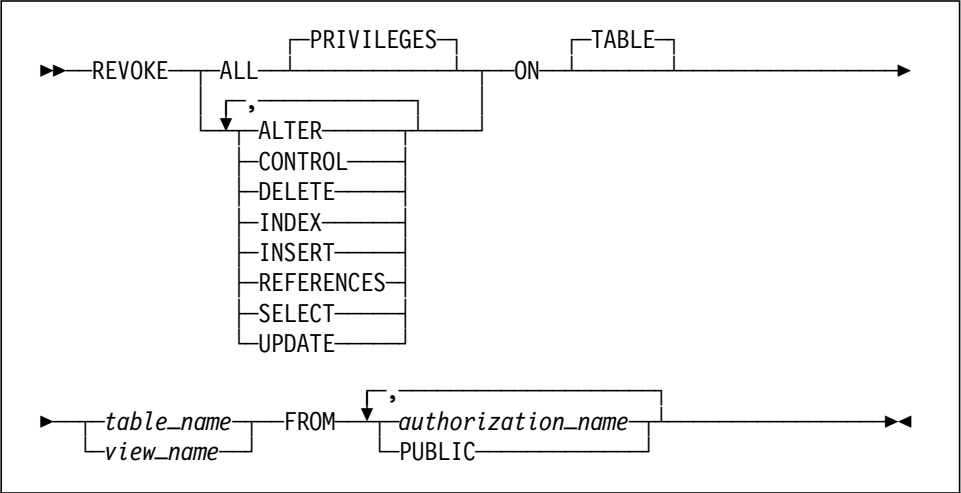 PRIVILEGES TABLE
REVOKE ALL ON
,
ALTER
CONTROL
DELETE
INDEX
INSERT
REFERENCES
SELECT
UPDATE
,
table_name FROM authorization_name
view_name PUBLIC